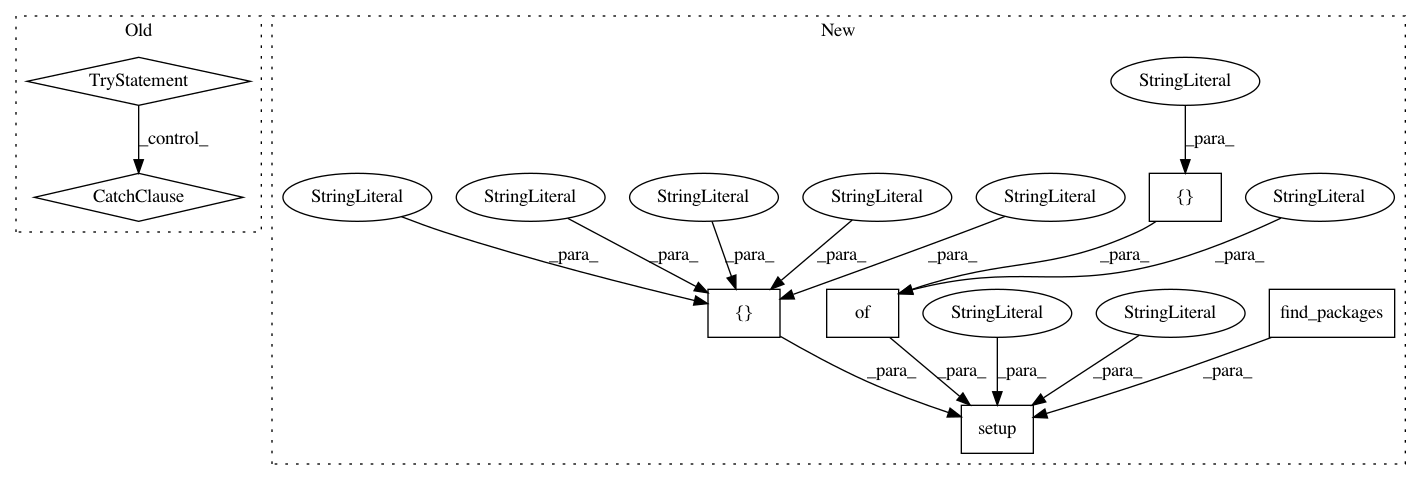 Old
New
TryStatement
StringLiteral
_control_
_para_
CatchClause
StringLiteral
StringLiteral
StringLiteral
StringLiteral
StringLiteral
{}
StringLiteral
_para_
_para_
_para_
_para_
_para_
_para_
_para_
{}
of
StringLiteral
StringLiteral
find_packages
_para_
_para_
_para_
_para_
_para_
setup